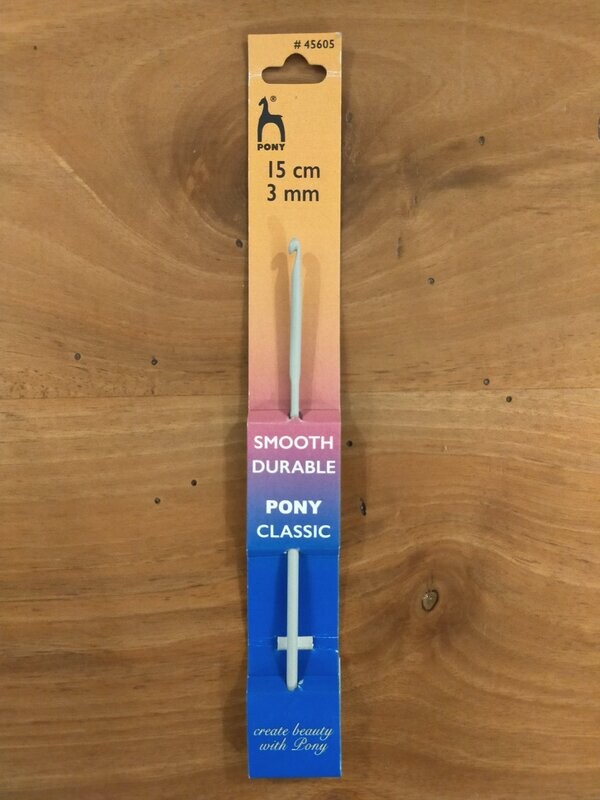 # 45605
®
PONY
15 cm
3 mm
SMOOTH
DURABLE
PONY
CLASSIC
create beauty
with Pony